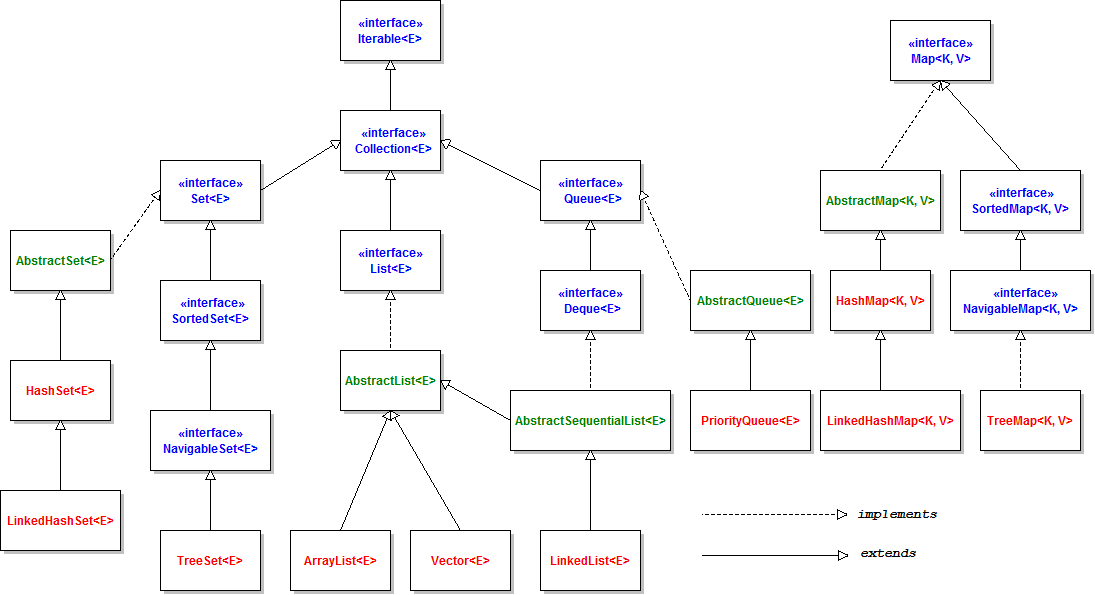 «interface»
Iterable<E>
«interface»
Map<K, V>
«interface»
Collection<E>
«interface»
Set<E>
«interface»
Queue<E>
AbstractMap<K, V>
«interface»
SortedMap<K, V>
AbstractSet<E>
«interface»
List<E>
«interface»
SortedSet<E>
«interface»
Deque<E>
AbstractQueue<E>
HashMap<K, V>
«interface»
NavigableMap<K, V>
HashSet<E>
AbstractList<E>
«interface»
NavigableSet<E>
AbstractSequentialList<E>
PriorityQueue<E>
LinkedHashMap<K, V>
TreeMap<K, V>
LinkedHashSet<E>
TreeSet<E>
ArrayList<E>
Vector<E>
LinkedList<E>
implements
extends